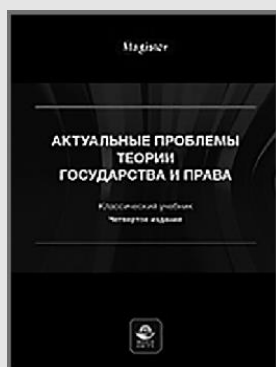 Magister
АКТУАЛЬНЫЕ ПРОБЛЕМЫ
ТЕОРИИ
ГОСУДАРСТВА И ПРАВА
Классический учебник
Четвертое издание